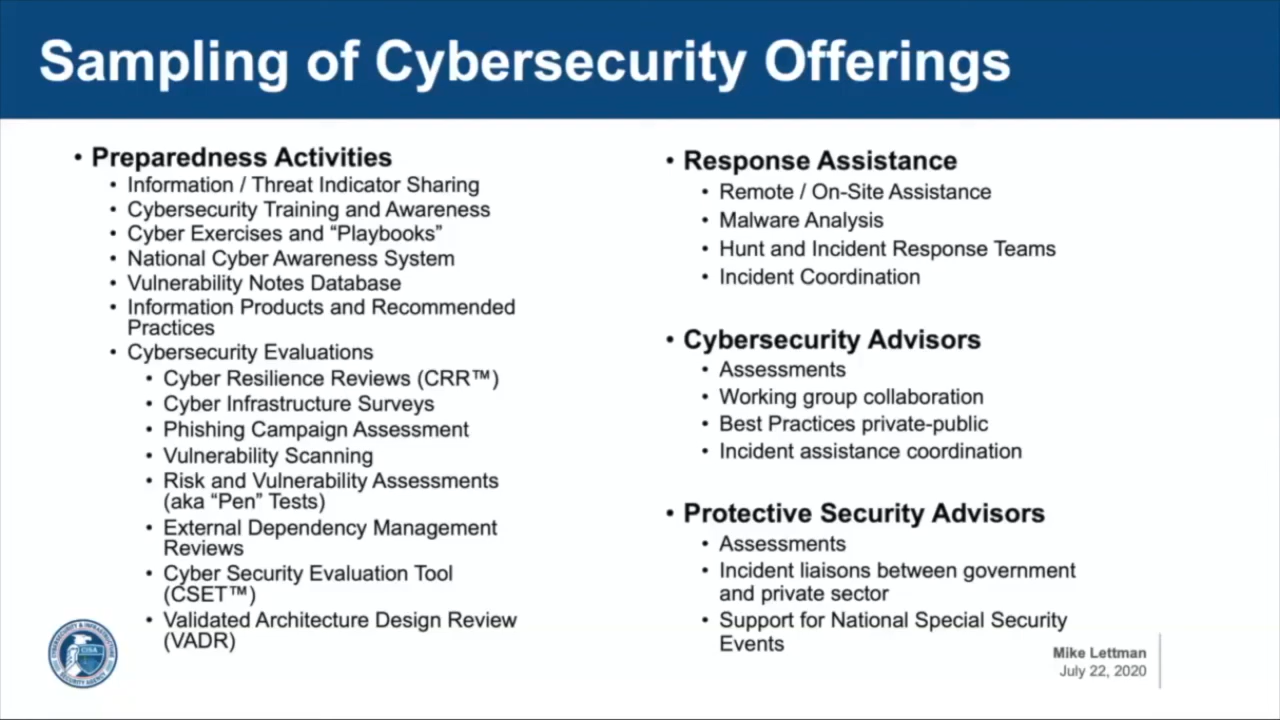 Sampling of Cybersecurity Offerings
• Preparedness Activities
• Information / Threat Indicator Sharing
• Cybersecurity Training and Awareness
• Cyber Exercises and “Playbooks”
• National Cyber Awareness System
• Vulnerability Notes Database
• Information Products and Recommended
Practices
• Cybersecurity Evaluations
• Cyber Resilience Reviews (CRR™)
• Cyber Infrastructure Surveys
• Phishing Campaign Assessment
• Vulnerability Scanning
• Risk and Vulnerability Assessments
(aka “Pen” Tests)
• External Dependency Management
Reviews
• Cyber Security Evaluation Tool
(CSET™)
• Validated Architecture Design Review
(VADR)
• Response Assistance
• Remote / On-Site Assistance
• Malware Analysis
• Hunt and Incident Response Teams
• Incident Coordination
• Cybersecurity Advisors
• Assessments
• Working group collaboration
• Best Practices private-public
• Incident assistance coordination
• Protective Security Advisors
• Assessments
• Incident liaisons between government
and private sector
• Support for National Special Security
Events
CYBERSECURITY & INFRASTRUCTURE
CISA
SECURITY AGENCY
Mike Lettman
July 22, 2020